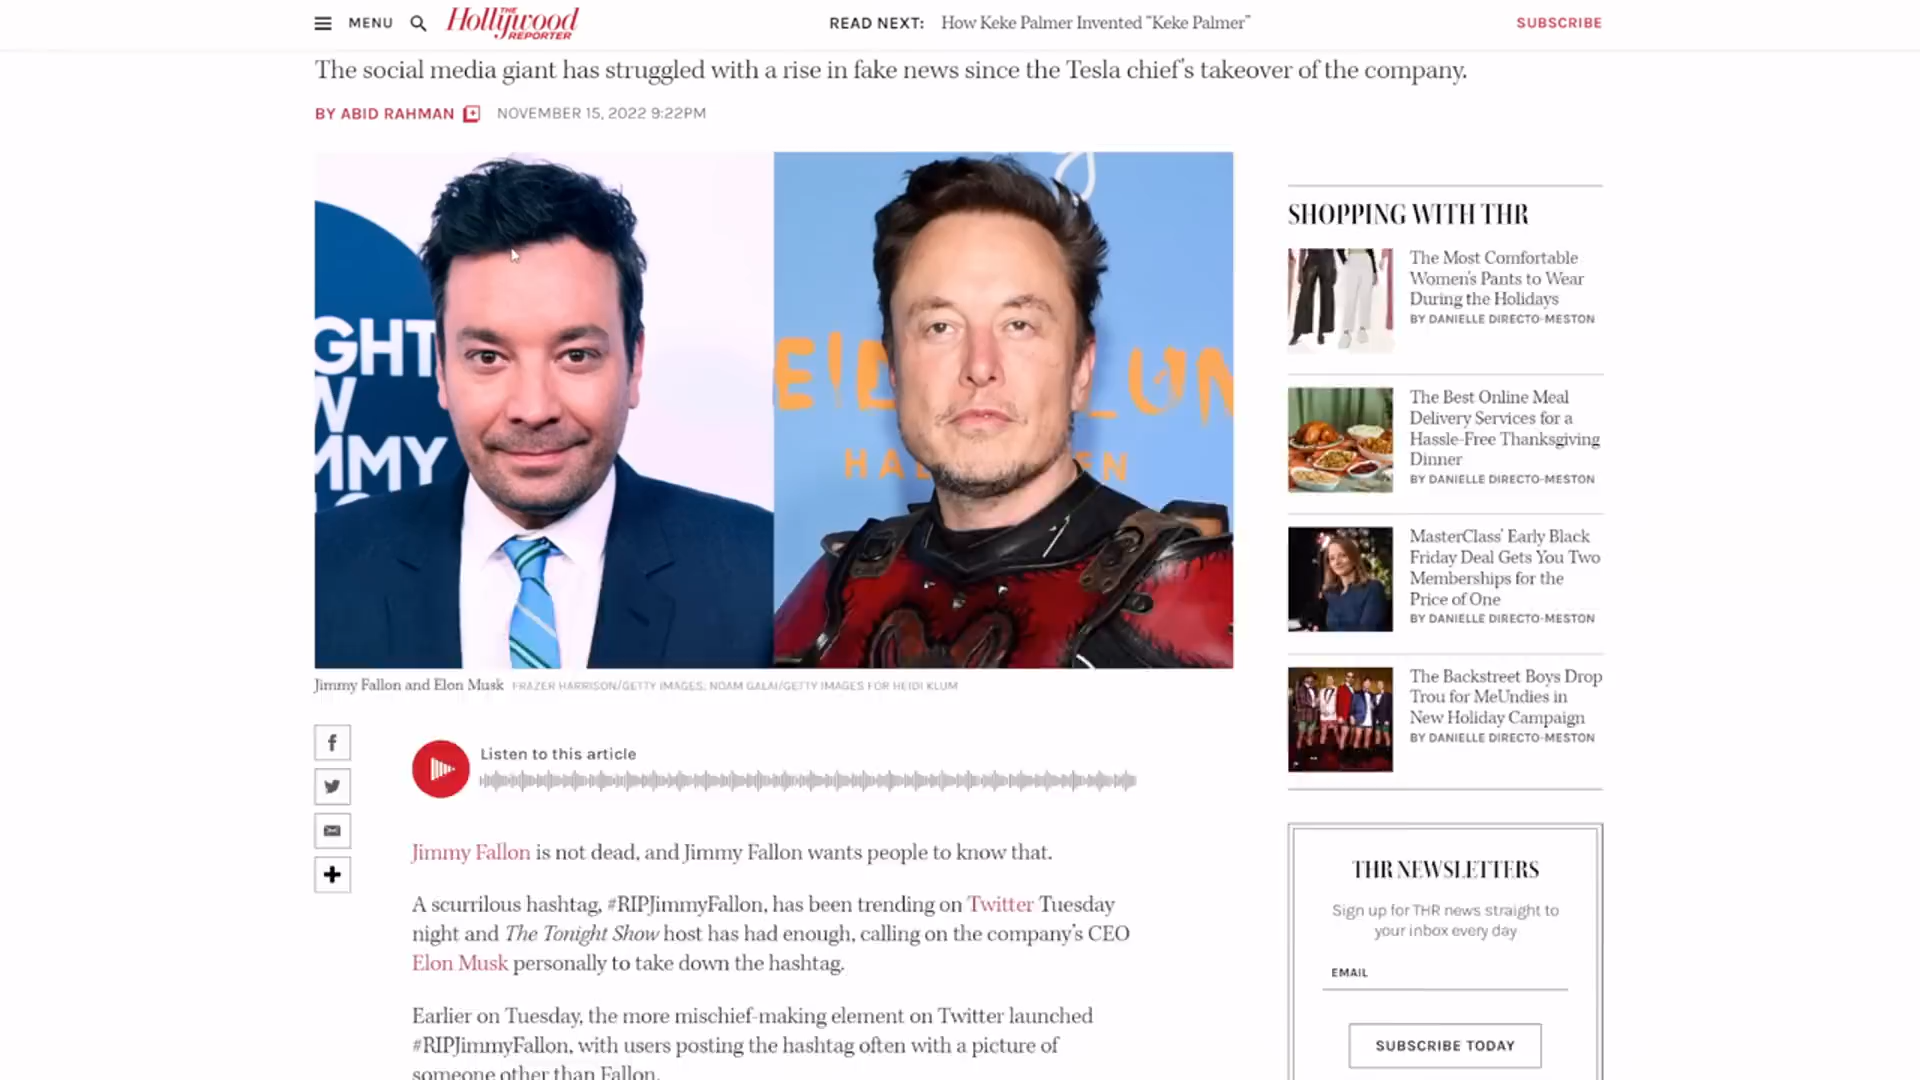 MENU
THE
Hollywood
REPORTER
READ NEXT: How Keke Palmer Invented “Keke Palmer”
SUBSCRIBE
The social media giant has struggled with a rise in fake news since the Tesla chief's takeover of the company.
BY ABID RAHMAN NOVEMBER 15, 2022 9:22PM
GHT
W
MMY
EID
LUM
HA
EN
Jimmy Fallon and Elon Musk FRAZER HARRISON/GETTY IMAGES; NOAM GALAI/GETTY IMAGES FOR HEIDI KLUM
Listen to this article
Jimmy Fallon is not dead, and Jimmy Fallon wants people to know that.
A scurrilous hashtag, #RIPJimmyFallon, has been trending on Twitter Tuesday
night and The Tonight Show host has had enough, calling on the company's CEO
Elon Musk personally to take down the hashtag.
Earlier on Tuesday, the more mischief-making element on Twitter launched
#RIPJimmyFallon, with users posting the hashtag often with a picture of
someone other than Fallon.
SHOPPING WITH THR
The Most Comfortable
Women's Pants to Wear
During the Holidays
BY DANIELLE DIRECTO-MESTON
The Best Online Meal
Delivery Services for a
Hassle-Free Thanksgiving
Dinner
BY DANIELLE DIRECTO-MESTON
MasterClass' Early Black
Friday Deal Gets You Two
Memberships for the
Price of One
BY DANIELLE DIRECTO-MESTON
The Backstreet Boys Drop
Trou for MeUndies in
New Holiday Campaign
BY DANIELLE DIRECTO-MESTON
THR NEWSLETTERS
Sign up for THR news straight to
your inbox every day
EMAIL
SUBSCRIBE TODAY